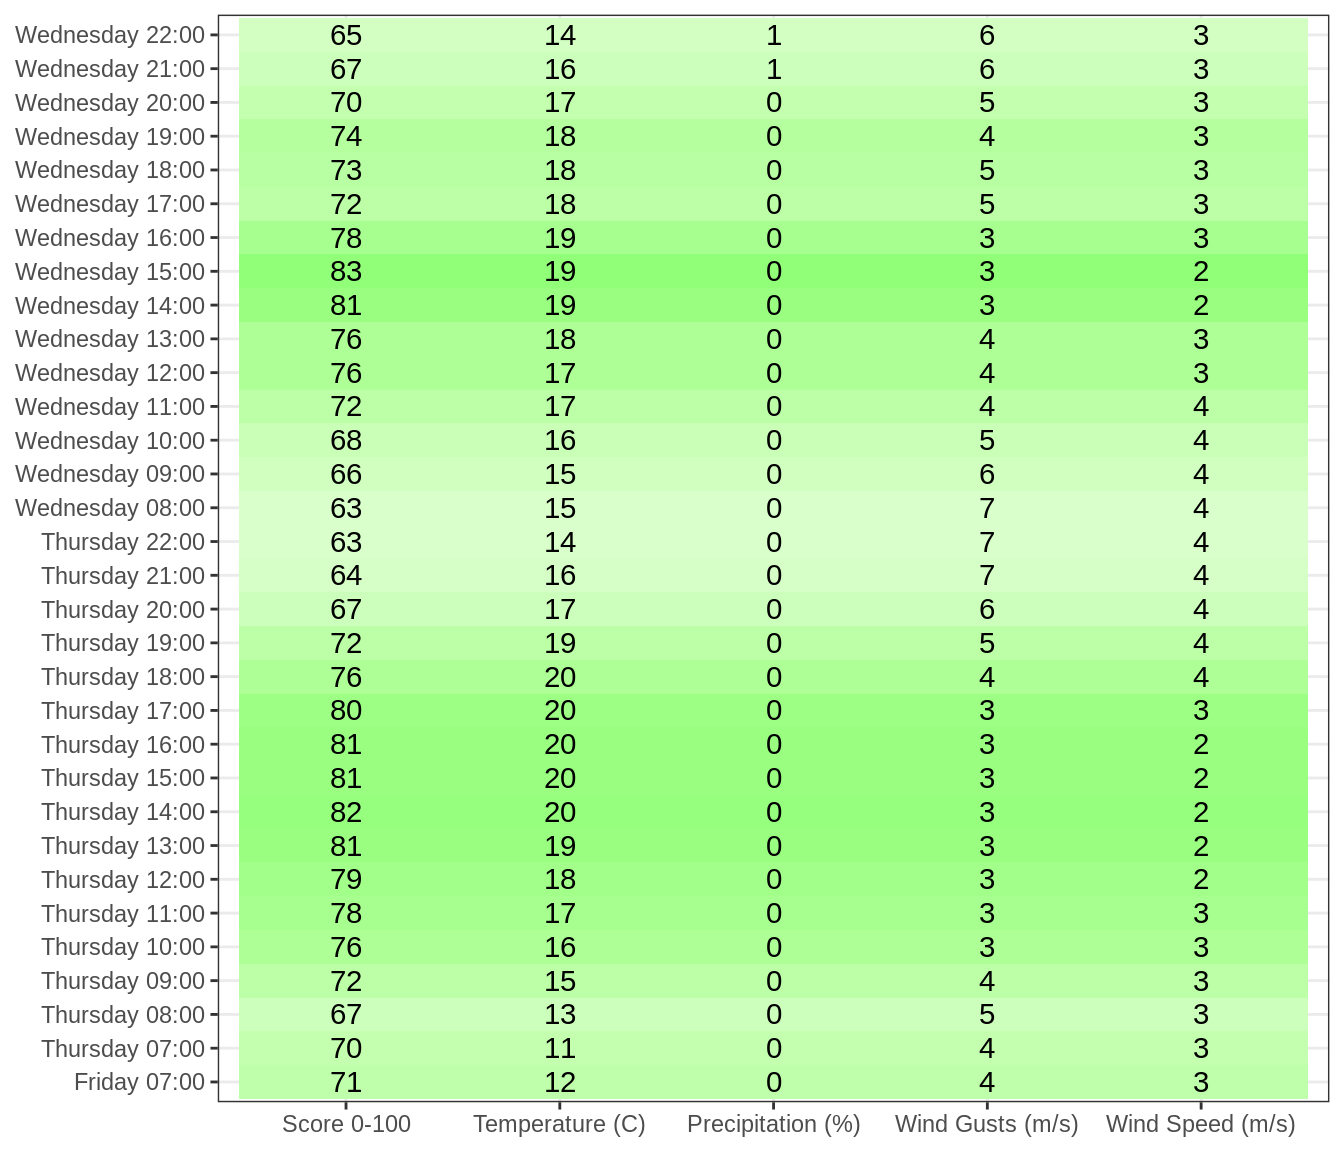 Wednesday 22:00 65 14 1 6 3
Wednesday 21:00 67 16 1 6 3
Wednesday 20:00 70 17 0 5 3
Wednesday 19:00 74 18 0 4 3
Wednesday 18:00 73 18 0 5 3
Wednesday 17:00 72 18 0 5 3
Wednesday 16:00 78 19 0 3 3
Wednesday 15:00 83 19 0 3 2
Wednesday 14:00 81 19 0 3 2
Wednesday 13:00 76 18 0 4 3
Wednesday 12:00 76 17 0 4 3
Wednesday 11:00 72 17 0 4 4
Wednesday 10:00 68 16 0 5 4
Wednesday 09:00 66 15 0 6 4
Wednesday 08:00 63 15 0 7 4
Thursday 22:00 63 14 0 7 4
Thursday 21:00 64 16 0 7 4
Thursday 20:00 67 17 0 6 4
Thursday 19:00 72 19 0 5 4
Thursday 18:00 76 20 0 4 4
Thursday 17:00 80 20 0 3 3
Thursday 16:00 81 20 0 3 2
Thursday 15:00 81 20 0 3 2
Thursday 14:00 82 20 0 3 2
Thursday 13:00 81 19 0 3 2
Thursday 12:00 79 18 0 3 2
Thursday 11:00 78 17 0 3 3
Thursday 10:00 76 16 0 3 3
Thursday 09:00 72 15 0 4 3
Thursday 08:00 67 13 0 5 3
Thursday 07:00 70 11 0 4 3
Friday 07:00 71 12 0 4 3
Score 0-100 Temperature (C) Precipitation (%) Wind Gusts (m/s) Wind Speed (m/s)